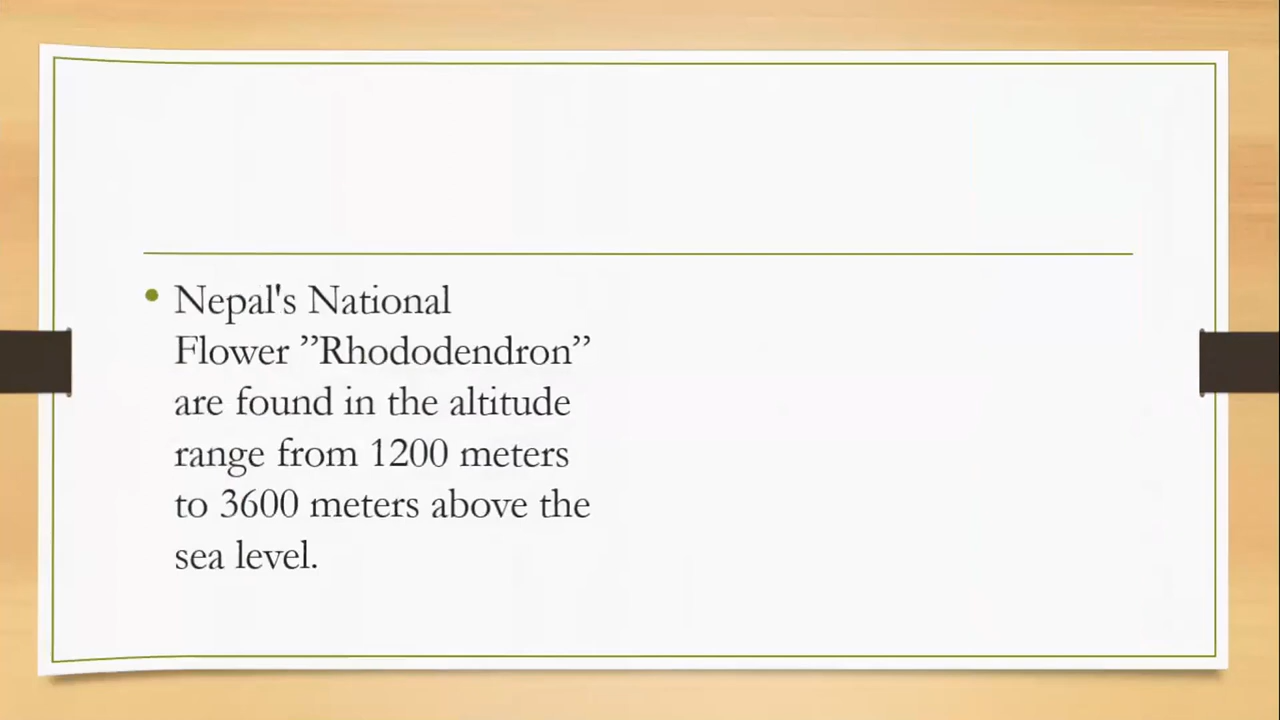 • Nepal's National
Flower ”Rhododendron”
are found in the altitude
range from 1200 meters
to 3600 meters above the
sea level.